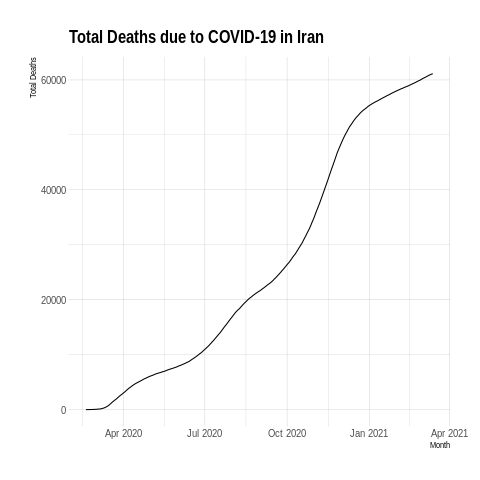 Total Deaths due to COVID-19 in Iran
Total Deaths
60000
40000
20000
0
Apr 2020 Jul 2020 Oct 2020 Jan 2021 Apr 2021
Month